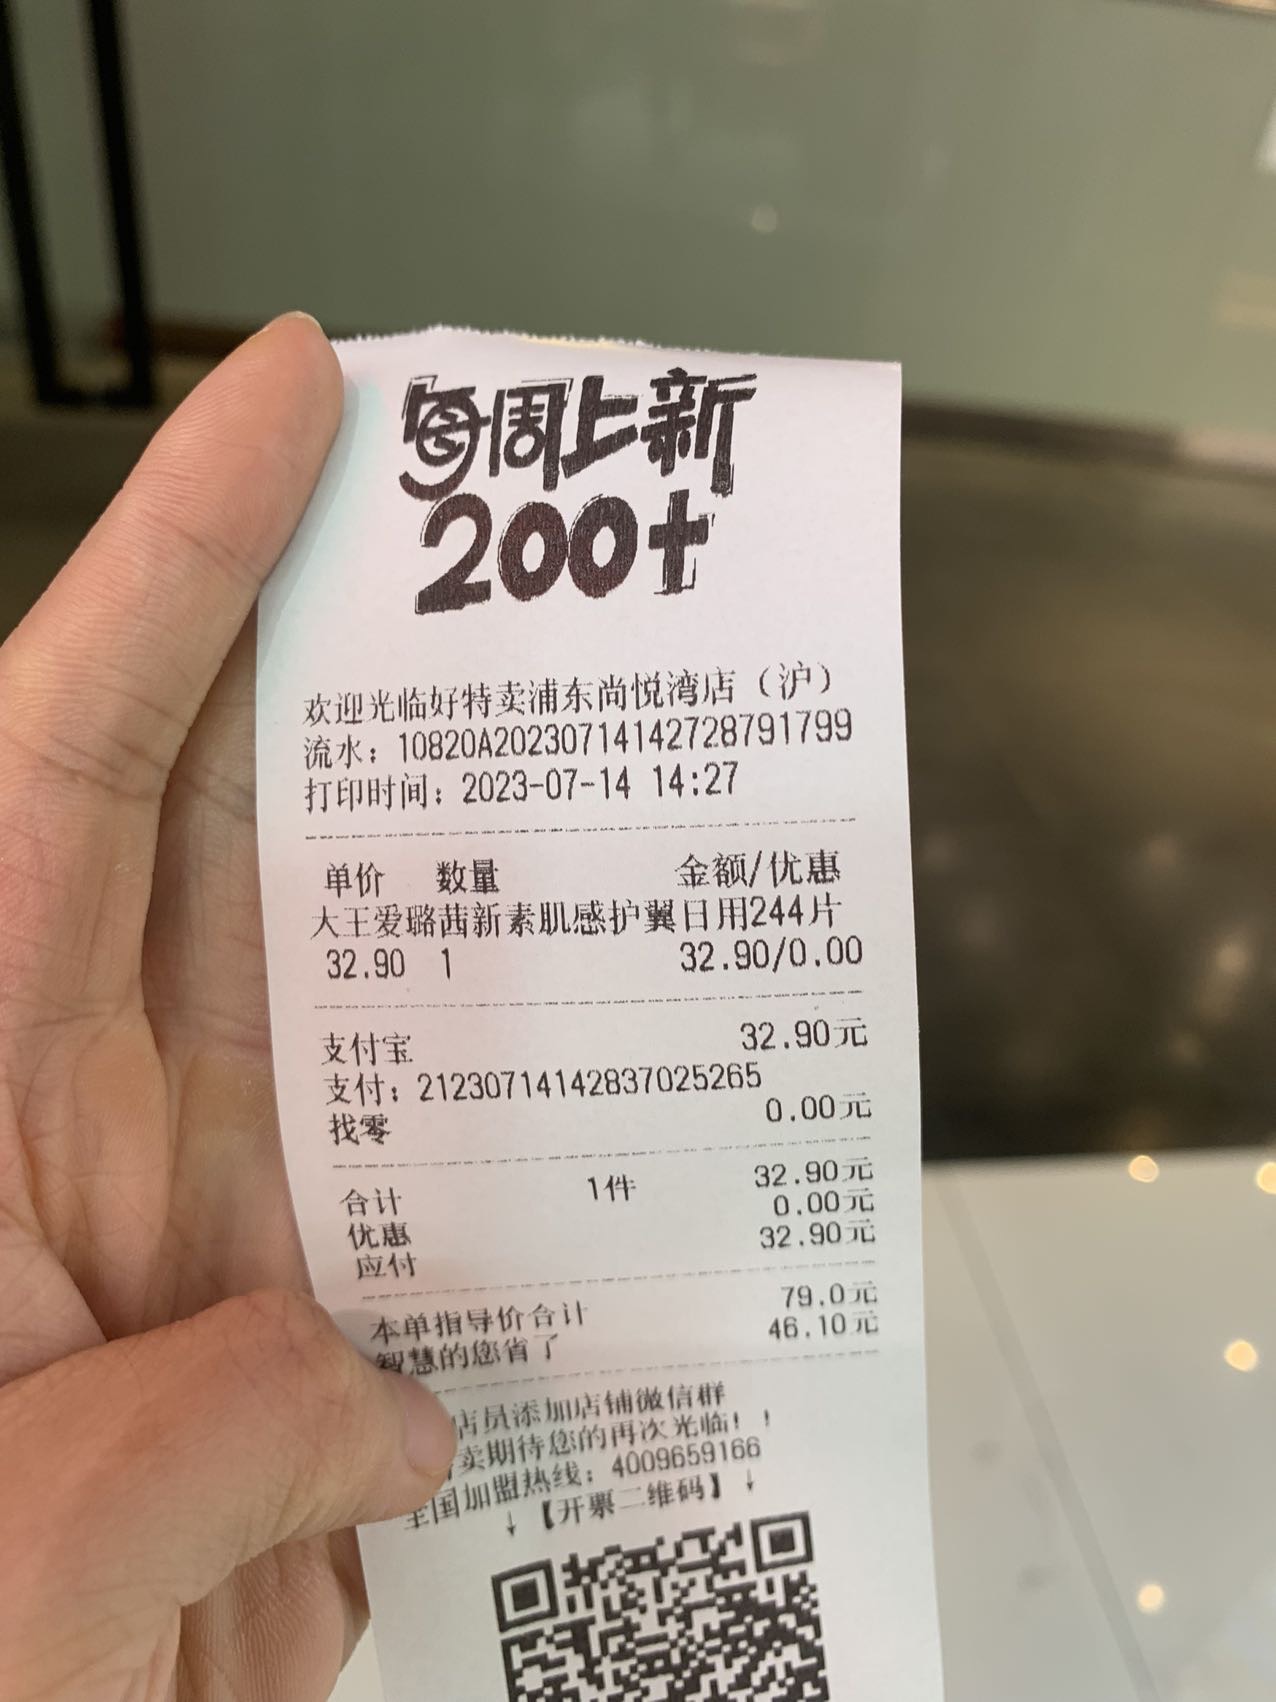 每周上新
200+
欢迎光临好特卖浦东尚悦湾店（沪）
流水：10820A20230714142728791799
打印时间：2023-07-14 14:27
单价 数量 金额/优惠
大王爱璐茜新素肌感护翼日用244片
32.90 1 32.90/0.00
支付宝 32.90元
支付：21230714142837025265
找零 0.00元
合计 1件 32.90元
优惠 0.00元
应付 32.90元
本单指导价合计 79.0元
智慧的您省了 46.10元
店员添加店铺微信群
卖期待您的再次光临！！
全国加盟热线：4009659166
↓【开票二维码】↓